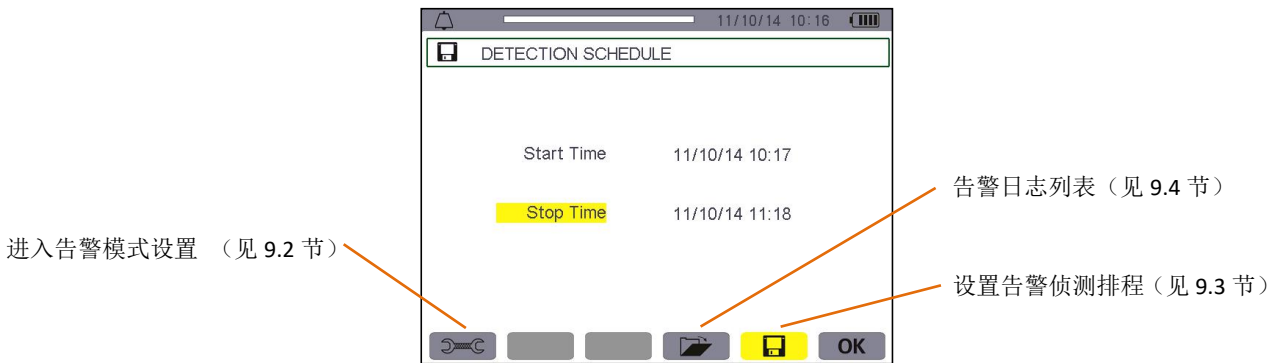 11/10/14 10:16
DETECTION SCHEDULE
Start Time 11/10/14 10:17
告警日志列表（见 9.4 节）
Stop Time 11/10/14 11:18
进入告警模式设置 （见 9.2 节）
设置告警侦测排程（见 9.3 节）
OK